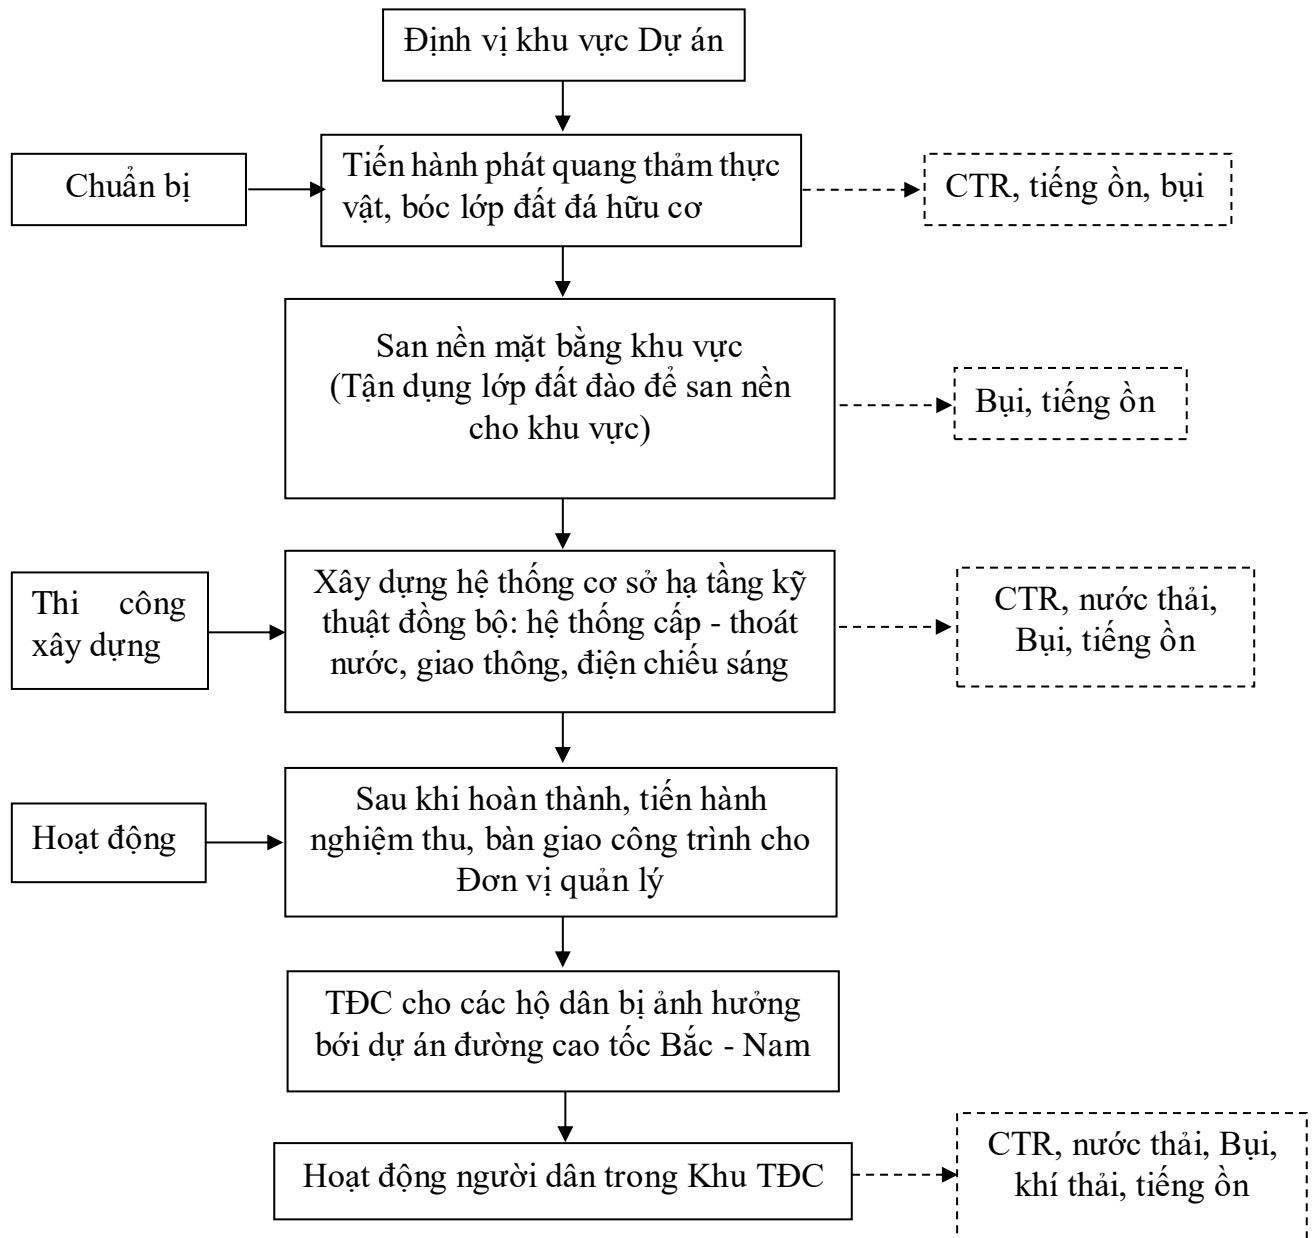 Định vị khu vực Dự án
Chuẩn bị
Tiến hành phát quang thảm thực
vật, bóc lớp đất đá hữu cơ
CTR, tiếng ồn, bụi
San nền mặt bằng khu vực
(Tận dụng lớp đất đào để san nền
cho khu vực)
Bụi, tiếng ồn
Thi công
xây dựng
Xây dựng hệ thống cơ sở hạ tầng kỹ
thuật đồng bộ: hệ thống cấp - thoát
nước, giao thông, điện chiếu sáng
CTR, nước thải,
Bụi, tiếng ồn
Hoạt động
Sau khi hoàn thành, tiến hành
nghiệm thu, bàn giao công trình cho
Đơn vị quản lý
TĐC cho các hộ dân bị ảnh hưởng
bới dự án đường cao tốc Bắc - Nam
Hoạt động người dân trong Khu TĐC
CTR, nước thải, Bụi,
khí thải, tiếng ồn